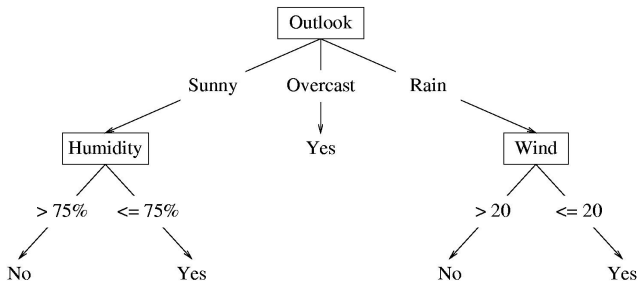 Outlook
Sunny Overcast Rain
Humidity Yes Wind
> 75% <= 75% > 20 <= 20
No Yes No Yes